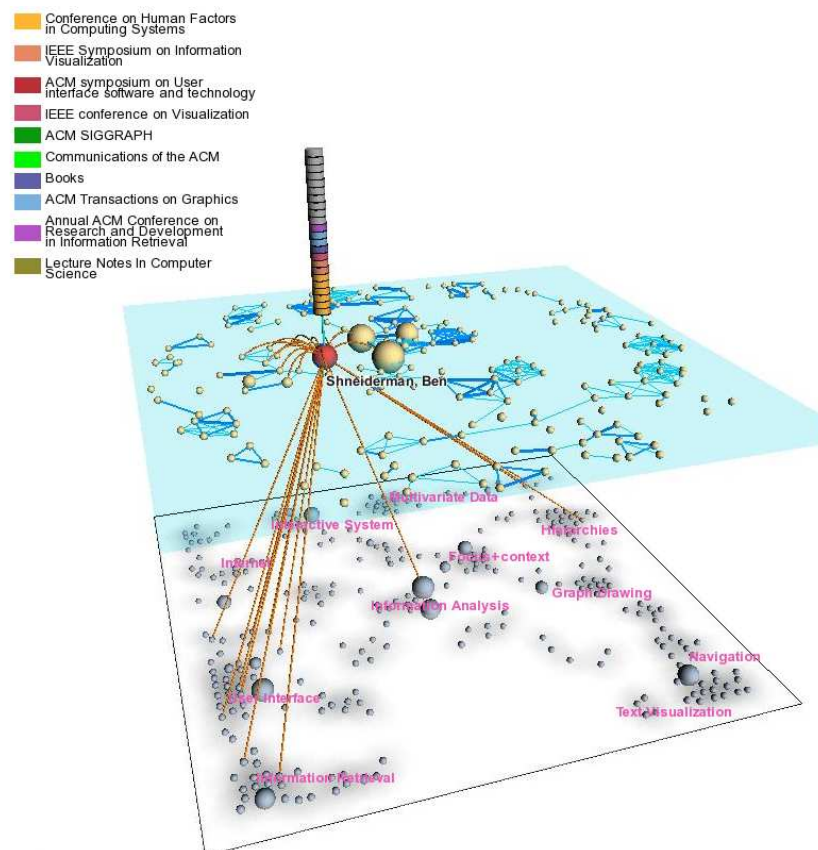 Conference on Human Factors
in Computing Systems
IEEE Symposium on Information
Visualization
ACM symposium on User
interface software and technology
IEEE conference on Visualization
ACM SIGGRAPH
Communications of the ACM
Books
ACM Transactions on Graphics
Annual ACM Conference on
Research and Development
in Information Retrieval
Lecture Notes In Computer
Science
Shneiderman, Ben
Multivariate Data
Interactive System
Hierarchies
Internet
Focus+context
Graph Drawing
Information Analysis
Navigation
User Interface
Text Visualization
Information Retrieval